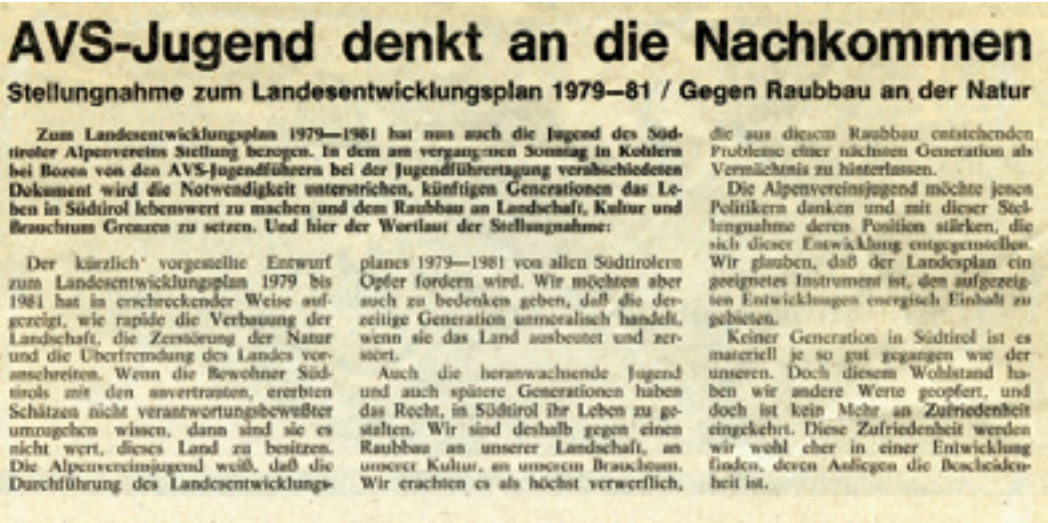 AVS-Jugend denkt an die Nachkommen
Stellungnahme zum Landesentwicklungsplan 1979—81 / Gegen Raubbau an der Natur
Zum Landesentwicklungsplan 1979—1981 hat nun auch die Jugend des Süd-
tiroler Alpenvereins Stellung bezogen. In dem am vergangenen Sonntag in Kohlern
bei Bozen von den AVS-Jugendführern bei der Jugendführertagung verabschiedeten
Dokument wird die Notwendigkeit unterstrichen, künftigen Generationen das Le-
ben in Südtirol lebenswert zu machen und dem Raubbau an Landschaft, Kultur und
Brauchtum Grenzen zu setzen. Und hier der Wortlaut der Stellungnahme:
Der kürzlich vorgestellte Entwurf
zum Landesentwicklungsplan 1979 bis
1981 hat in erschreckender Weise auf-
gezeigt, wie rapide die Verbauung der
Landschaft, die Zerstörung der Natur
und die Überfremdung des Landes vor-
anschreiten. Wenn die Bewohner Süd-
tirols mit den anvertrauten, ererbten
Schätzen nicht verantwortungsbewußter
umzugehen wissen, dann sind sie es
nicht wert, dieses Land zu besitzen.
Die Alpenvereinsjugend weiß, daß die
Durchführung des Landesentwicklungs-
planes 1979—1981 von allen Südtirolern
Opfer fordern wird. Wir möchten aber
auch zu bedenken geben, daß die der-
zeitige Generation unmoralisch handelt,
wenn sie das Land ausbeutet und zer-
stört.
Auch die heranwachsende Jugend
und auch spätere Generationen haben
das Recht, in Südtirol ihr Leben zu ge-
stalten. Wir sind deshalb gegen einen
Raubbau an unserer Landschaft, an
unserer Kultur, an unserem Brauchtum.
Wir erachten es als höchst verwerflich,
die aus diesem Raubbau entstehenden
Probleme einer nächsten Generation als
Vermächtnis zu hinterlassen.
Die Alpenvereinsjugend möchte jenen
Politikern danken und mit dieser Stel-
lungnahme deren Position stärken, die
sich dieser Entwicklung entgegenstellen.
Wir glauben, daß der Landesplan ein
geeignetes Instrument ist, den aufgezeig-
ten Entwicklungen energisch Einhalt zu
gebieten.
Keiner Generation in Südtirol ist es
materiell je so gut gegangen wie der
unseren. Doch diesem Wohlstand ha-
ben wir andere Werte geopfert, und
doch ist kein Mehr an Zufriedenheit
eingekehrt. Diese Zufriedenheit werden
wir wohl eher in einer Entwicklung
finden, deren Anliegen die Bescheiden-
heit ist.